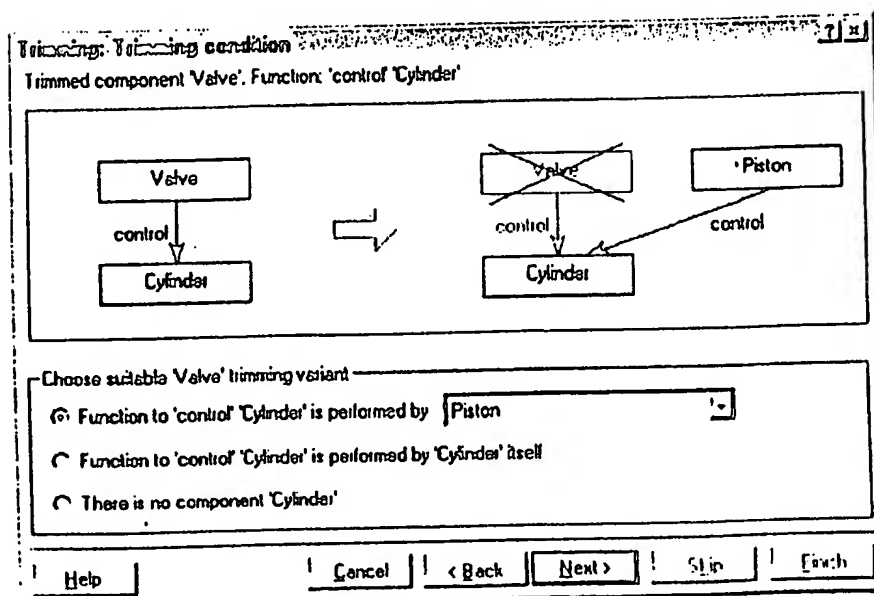 Trimming: Trimming condition
? x
Trimmed component 'Valve'. Function: 'control' 'Cylinder'
Valve
control
Cylinder
Valve
control
Cylinder
Piston
control
Choose suitable 'Valve' trimming variant
Function to 'control' 'Cylinder' is performed by Piston
Function to 'control' 'Cylinder' is performed by 'Cylinder' itself
There is no component 'Cylinder'
Help Cancel < Back Next > Skip Finish